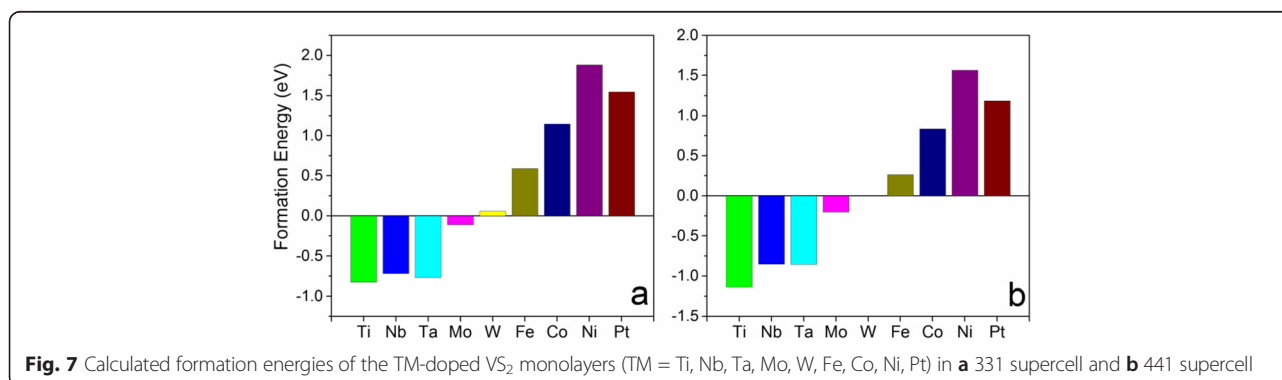 Formation Energy (eV)
2.0
1.5
1.0
0.5
0.0
-0.5
-1.0
Ti Nb Ta Mo W Fe Co Ni Pt
a
2.0
1.5
1.0
0.5
0.0
-0.5
-1.0
-1.5
Ti Nb Ta Mo W Fe Co Ni Pt
b
Fig. 7 Calculated formation energies of the TM-doped VS₂ monolayers (TM = Ti, Nb, Ta, Mo, W, Fe, Co, Ni, Pt) in a 331 supercell and b 441 supercell